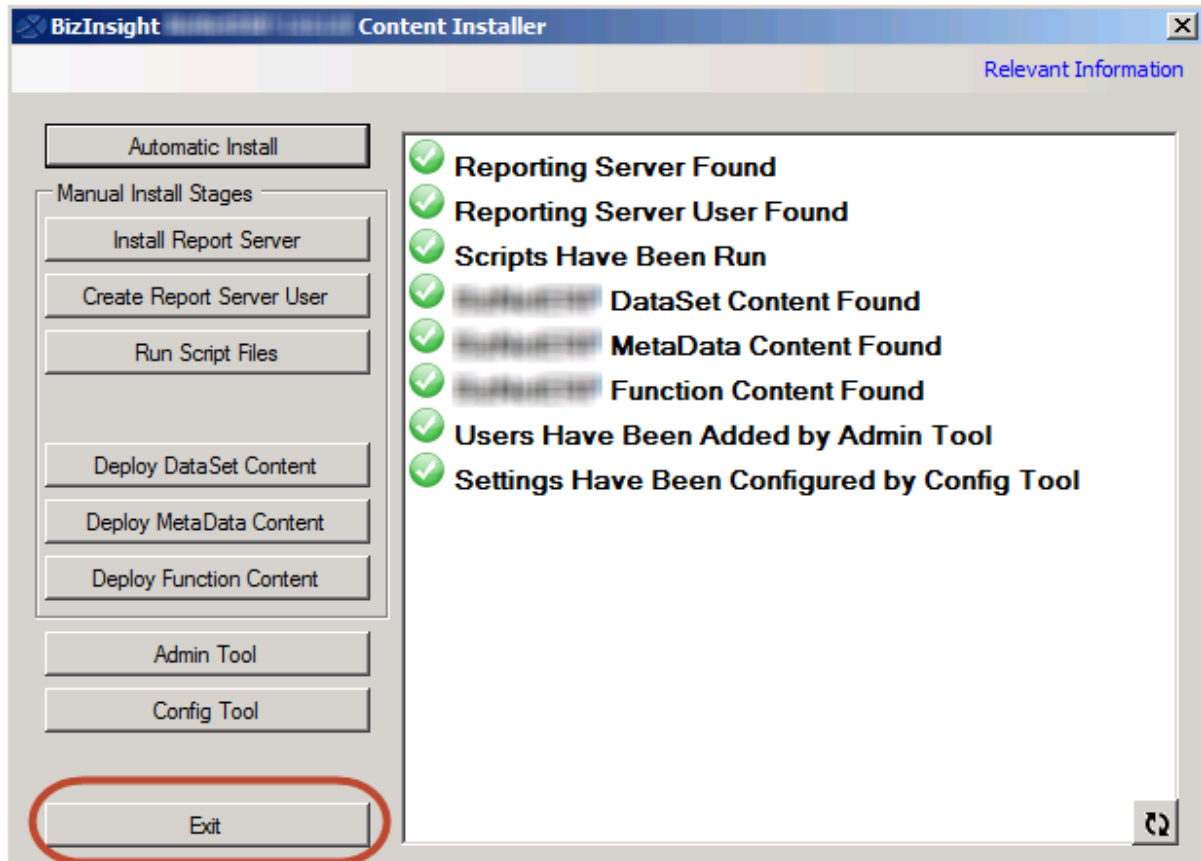 BizInsight Content Installer
Relevant Information
Automatic Install
Manual Install Stages
Install Report Server
Create Report Server User
Run Script Files
Deploy DataSet Content
Deploy MetaData Content
Deploy Function Content
Admin Tool
Config Tool
Exit
Reporting Server Found
Reporting Server User Found
Scripts Have Been Run
DataSet Content Found
MetaData Content Found
Function Content Found
Users Have Been Added by Admin Tool
Settings Have Been Configured by Config Tool